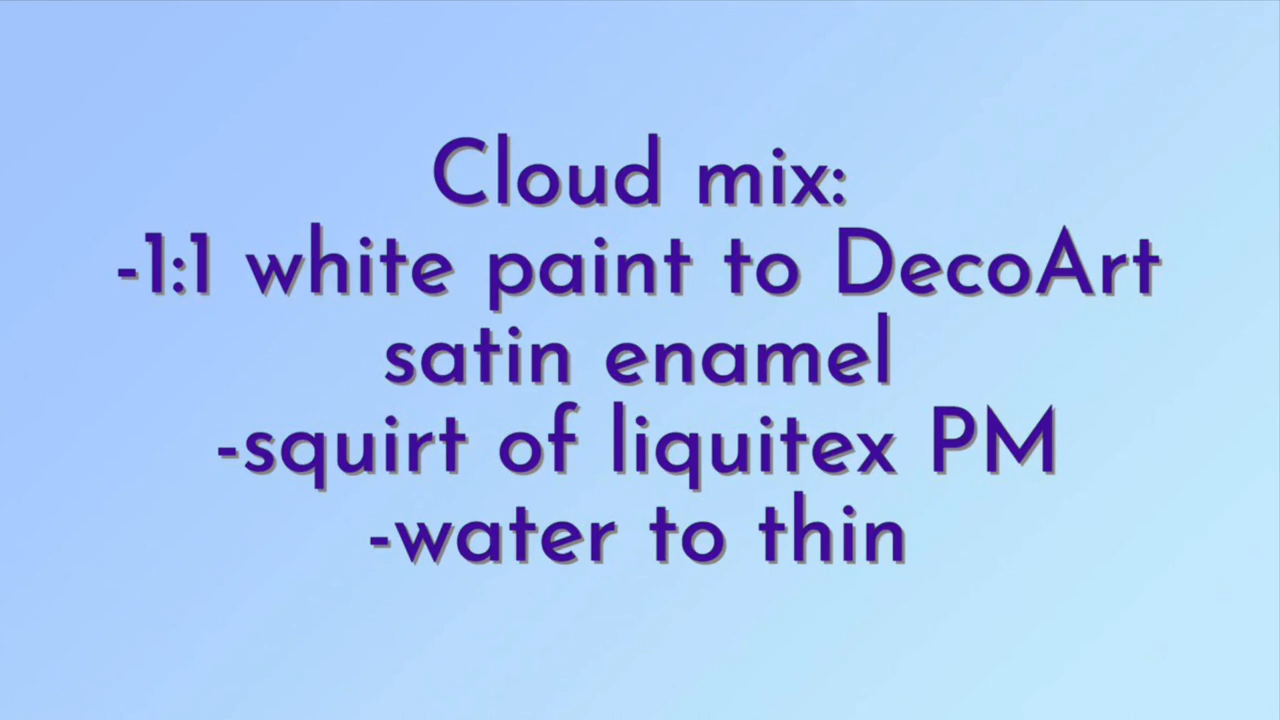 Cloud mix:
-1:1 white paint to DecoArt
satin enamel
-squirt of liquitex PM
-water to thin